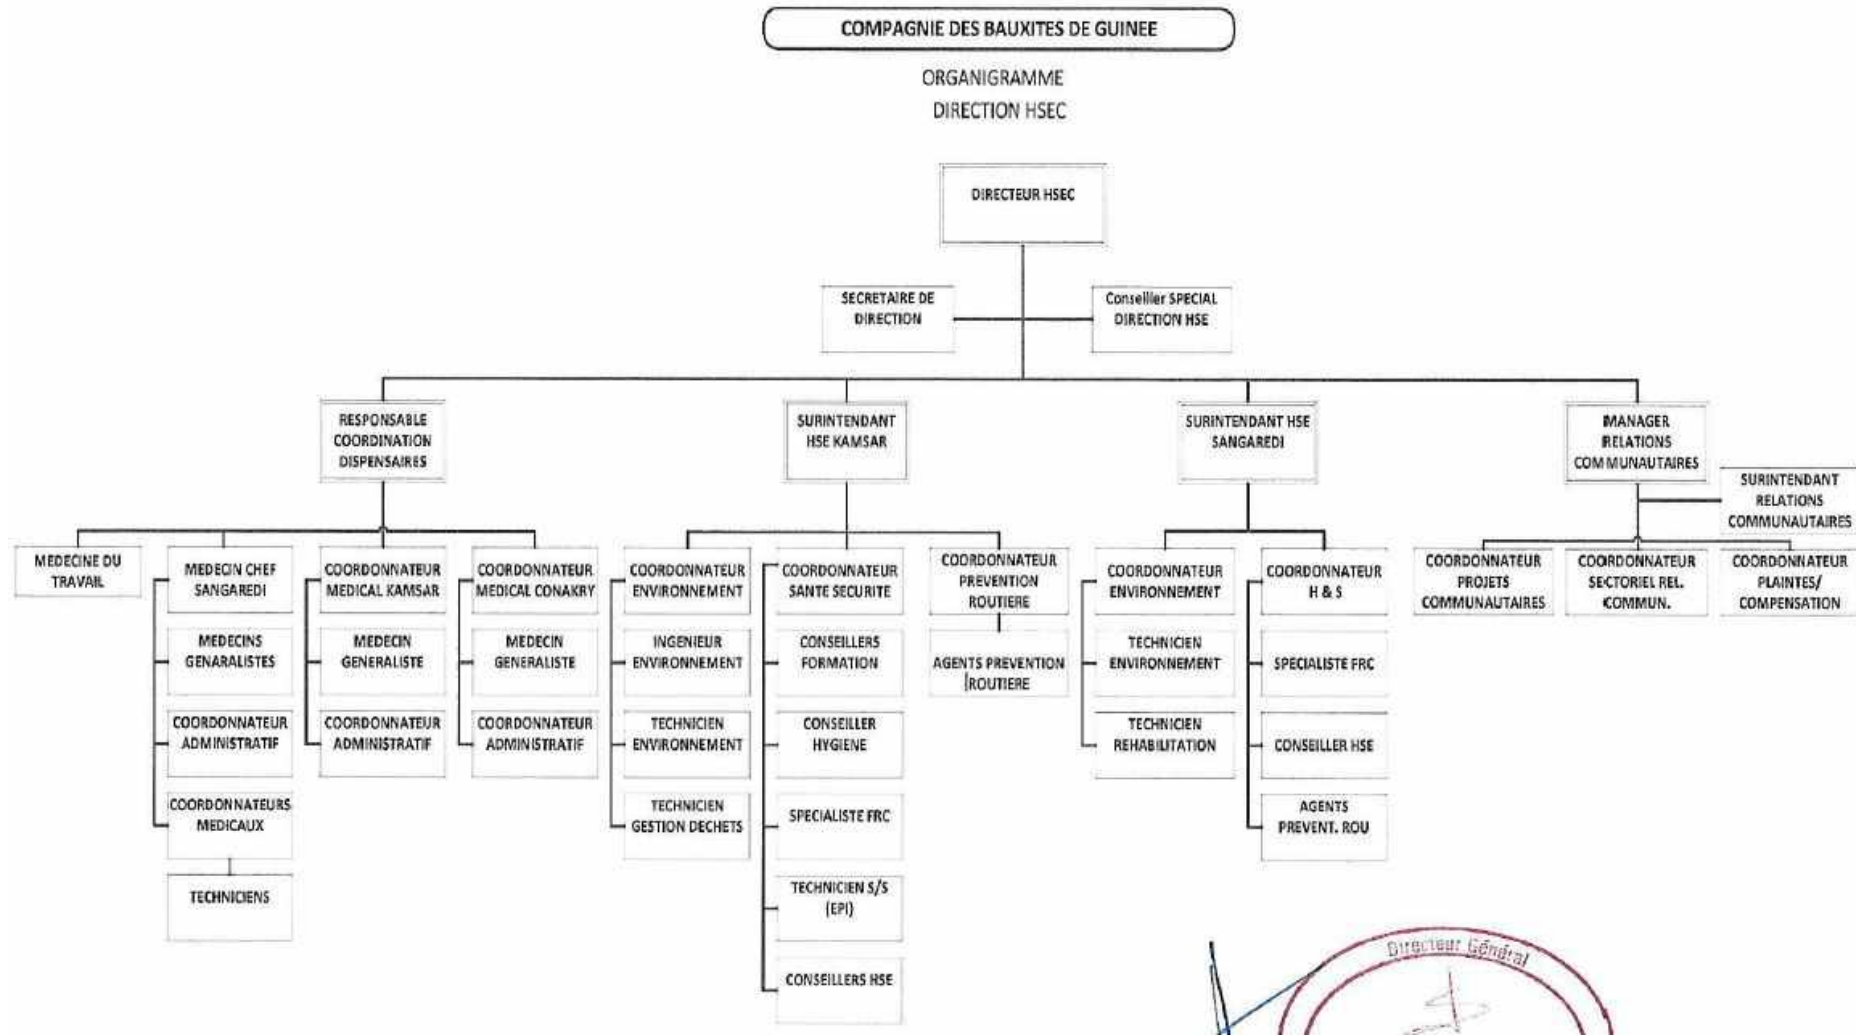 COMPAGNIE DES BAUXITES DE GUINEE
ORGANIGRAMME
DIRECTION HSEC
DIRECTEUR HSEC
SECRETAIRE DE
DIRECTION
Conseiller SPECIAL
DIRECTION HSE
RESPONSABLE
COORDINATION
DISPENSAIRES
SURINTENDANT
HSE KAMSAR
SURINTENDANT HSE
SANGAREDI
MANAGER
RELATIONS
COMMUNAUTAIRES
SURINTENDANT
RELATIONS
COMMUNAUTAIRES
MEDECINE DU
TRAVAIL
MEDECIN CHEF
SANGAREDI
MEDECINS
GENARALISTES
COORDONNATEUR
ADMINISTRATIF
COORDONNATEURS
MEDICAUX
TECHNICIENS
COORDONNATEUR
MEDICAL KAMSAR
MEDECIN
GENERALISTE
COORDONNATEUR
ADMINISTRATIF
COORDONNATEUR
MEDICAL CONAKRY
MEDECIN
GENERALISTE
COORDONNATEUR
ADMINISTRATIF
COORDONNATEUR
ENVIRONNEMENT
INGENIEUR
ENVIRONNEMENT
TECHNICIEN
ENVIRONNEMENT
TECHNICIEN
GESTION DECHETS
COORDONNATEUR
SANTE SECURITE
CONSEILLERS
FORMATION
CONSEILLER
HYGIENE
SPECIALISTE FRC
TECHNICIEN S/S
(EPI)
CONSEILLERS HSE
COORDONNATEUR
PREVENTION
ROUTIERE
AGENTS PREVENTION
ROUTIERE
COORDONNATEUR
ENVIRONNEMENT
TECHNICIEN
ENVIRONNEMENT
TECHNICIEN
REHABILITATION
COORDONNATEUR
H & S
SPECIALISTE FRC
CONSEILLER HSE
AGENTS
PREVENT. ROU
COORDONNATEUR
PROJETS
COMMUNAUTAIRES
COORDONNATEUR
SECTORIEL REL.
COMMUN.
COORDONNATEUR
PLAINTES/
COMPENSATION
Directeur Général